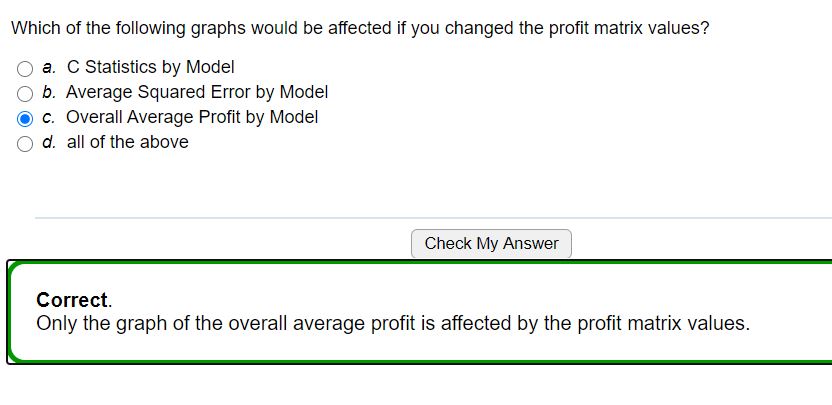 Which of the following graphs would be affected if you changed the profit matrix values?
a. C Statistics by Model
b. Average Squared Error by Model
c. Overall Average Profit by Model
d. all of the above
Check My Answer
Correct.
Only the graph of the overall average profit is affected by the profit matrix values.